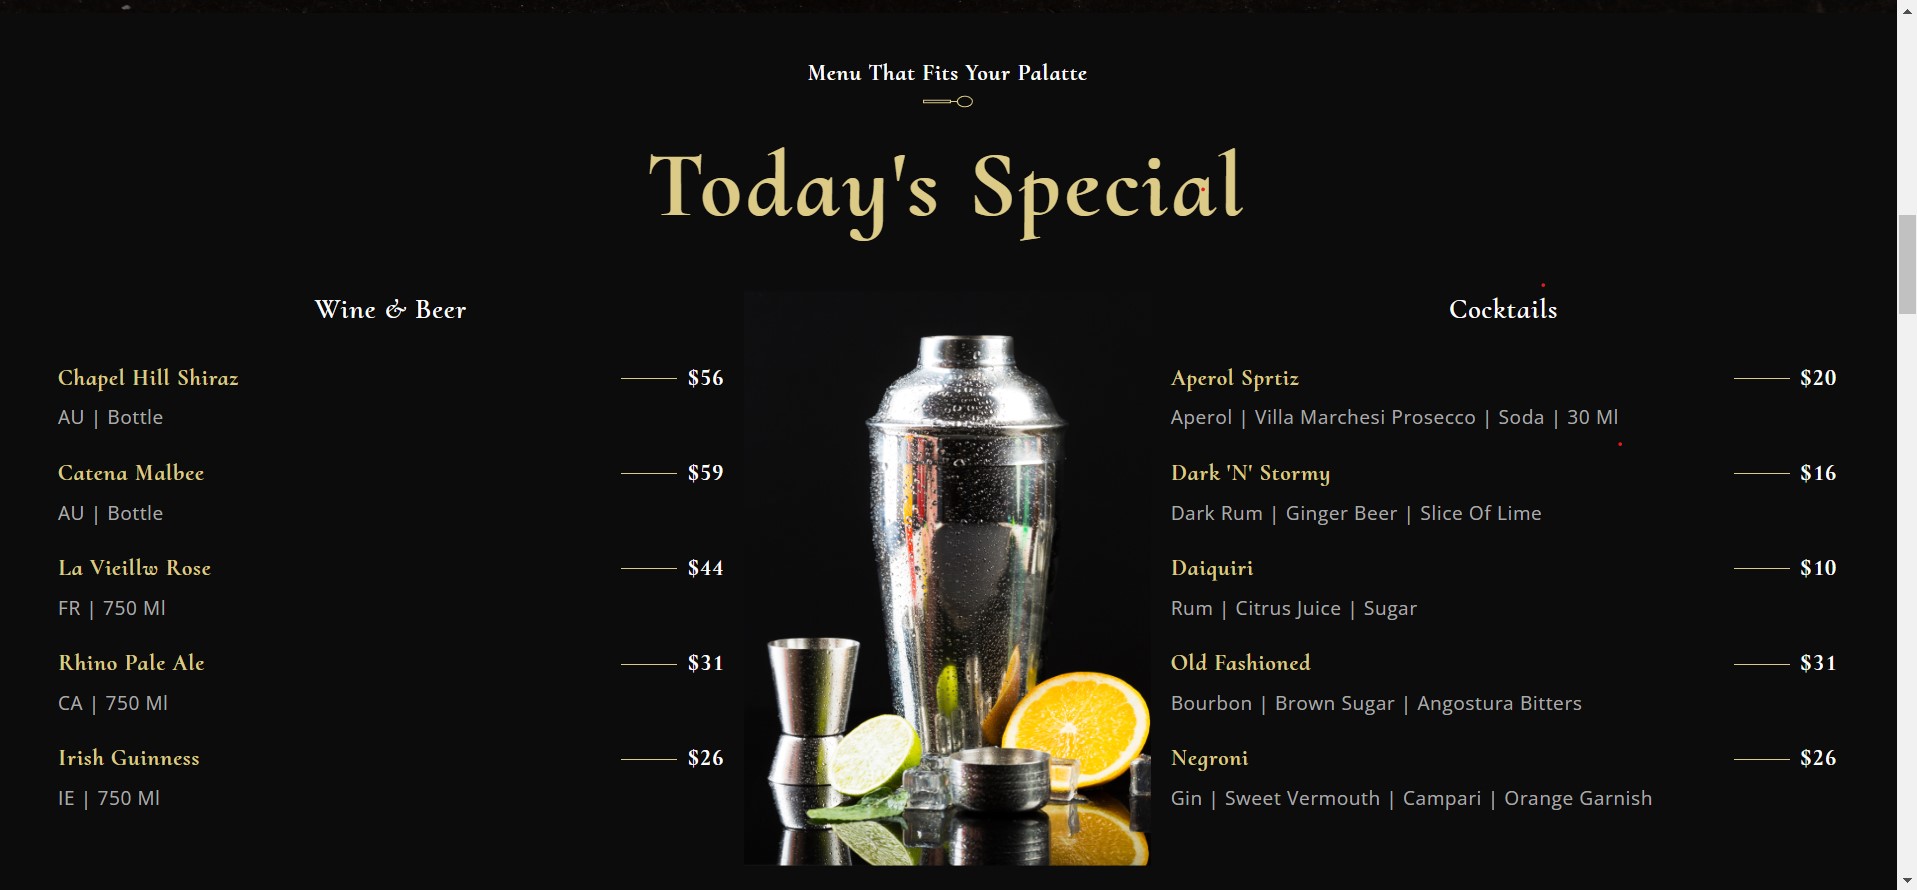 Menu That Fits Your Palatte
Today's Special
Wine & Beer
Chapel Hill Shiraz $56
AU | Bottle
Catena Malbee $59
AU | Bottle
La Vieillw Rose $44
FR | 750 Ml
Rhino Pale Ale $31
CA | 750 Ml
Irish Guinness $26
IE | 750 Ml
Cocktails
Aperol Sprtiz $20
Aperol | Villa Marchesi Prosecco | Soda | 30 Ml
Dark 'N' Stormy $16
Dark Rum | Ginger Beer | Slice Of Lime
Daiquiri $10
Rum | Citrus Juice | Sugar
Old Fashioned $31
Bourbon | Brown Sugar | Angostura Bitters
Negroni $26
Gin | Sweet Vermouth | Campari | Orange Garnish